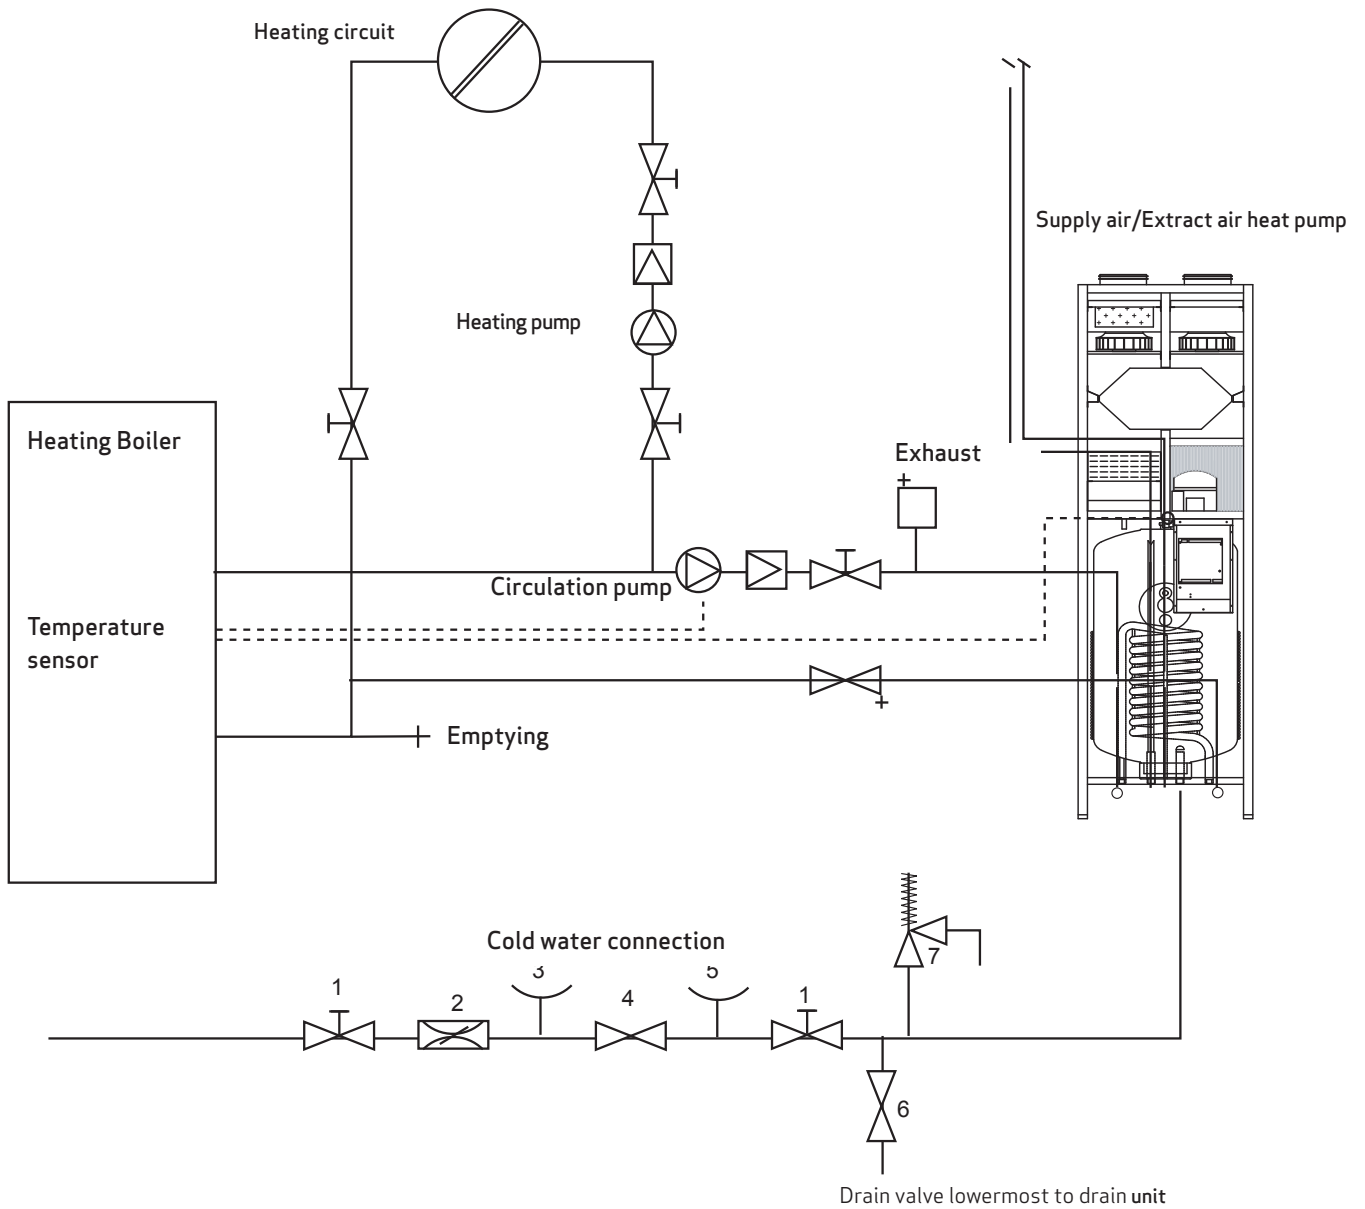 Heating circuit
Supply air/Extract air heat pump
Heating pump
Heating Boiler
Exhaust
Circulation pump
Temperature
sensor
Emptying
Cold water connection
1
2
3
4
5
1
7
6
Drain valve lowermost to drain unit